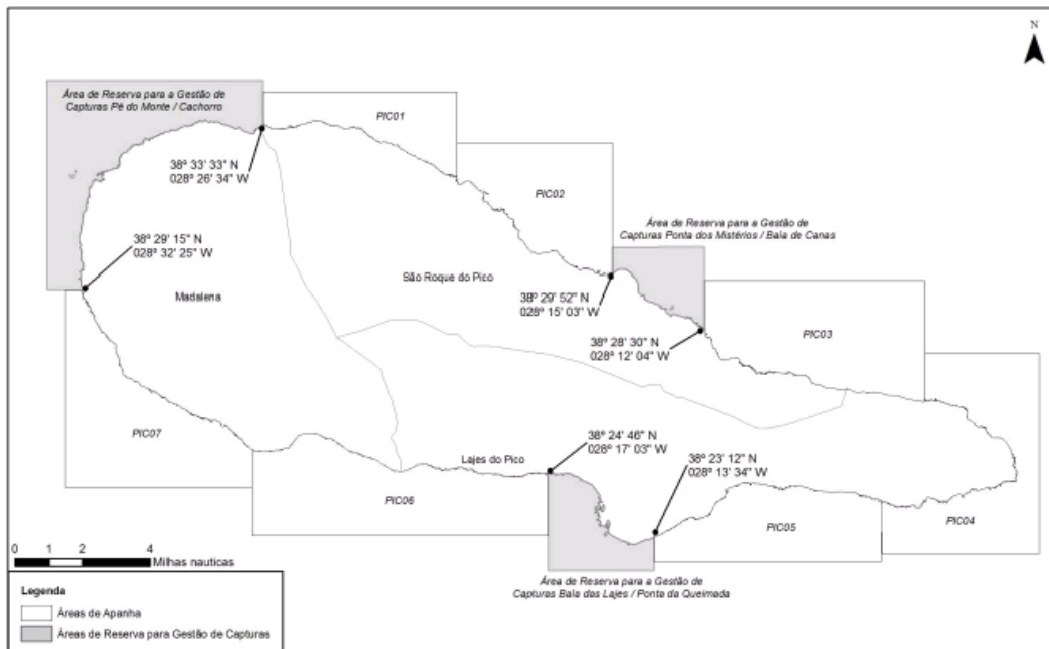 N
Área de Reserva para a Gestão de
Capturas Pé do Monte / Cachorro
PIC01
38º 33' 33" N
028º 26' 34" W
PIC02
Área de Reserva para a Gestão de
Capturas Ponta dos Mistérios / Baía de Canas
38º 29' 15" N
028º 32' 25" W
São Roque do Pico
Madalena
38º 29' 52" N
028º 15' 03" W
38º 28' 30" N
028º 12' 04" W
PIC03
PIC07
38º 24' 46" N
028º 17' 03" W
Lajes do Pico
38º 23' 12" N
028º 13' 34" W
PIC06
PIC05
PIC04
0 1 2 4
Milhas nauticas
Área de Reserva para a Gestão de
Capturas Baía das Lajes / Ponta da Queimada
Legenda
Áreas de Apanha
Áreas de Reserva para Gestão de Capturas